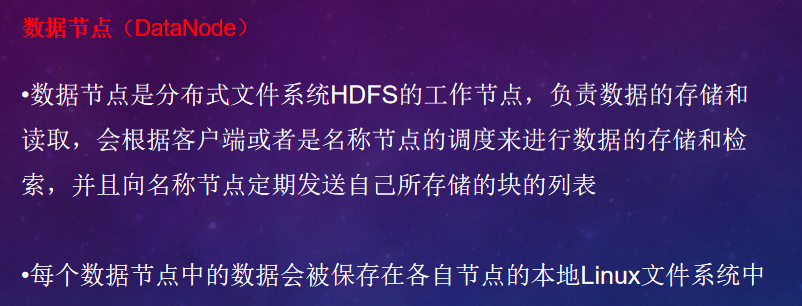 数据节点（DataNode）
•数据节点是分布式文件系统HDFS的工作节点，负责数据的存储和
读取，会根据客户端或者是名称节点的调度来进行数据的存储和检
索，并且向名称节点定期发送自己所存储的块的列表
•每个数据节点中的数据会被保存在各自节点的本地Linux文件系统中